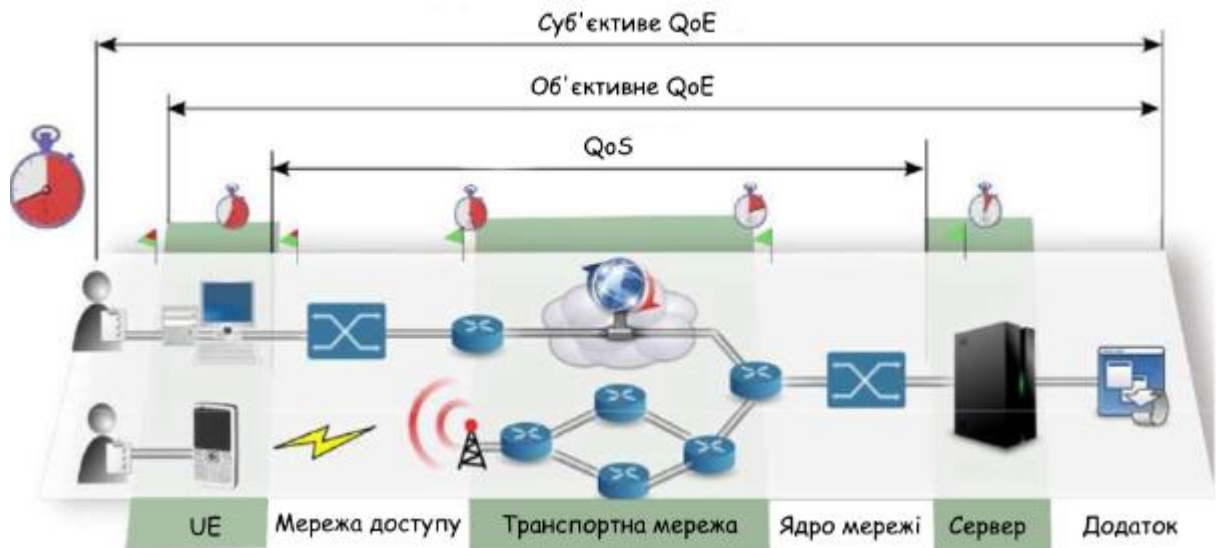 Суб'єктиве QoE
Об'єктивне QoE
QoS
UE
Мережа доступу
Транспортна мережа
Ядро мережі
Сервер
Додаток